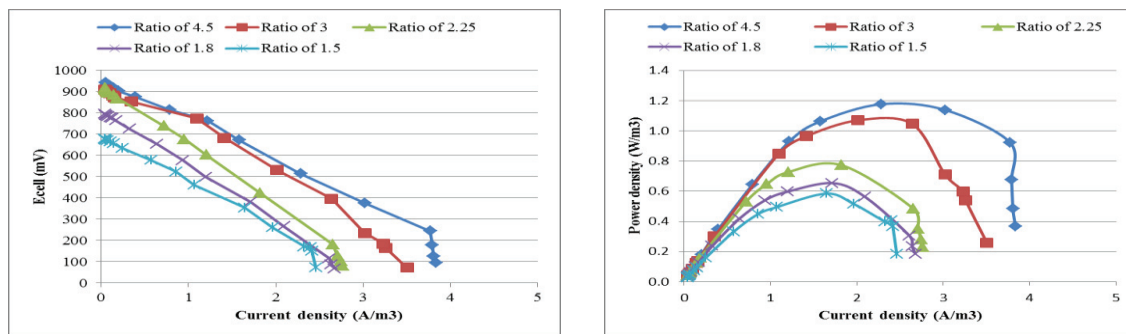 Ratio of 4.5 Ratio of 3 Ratio of 2.25
Ratio of 1.8 Ratio of 1.5
Ecell (mV)
1000
900
800
700
600
500
400
300
200
100
0
0 1 2 3 4 5
Current density (A/m3)
Ratio of 4.5 Ratio of 3 Ratio of 2.25
Ratio of 1.8 Ratio of 1.5
Power density (W/m3)
1.4
1.2
1.0
0.8
0.6
0.4
0.2
0.0
0 1 2 3 4 5
Current density (A/m3)